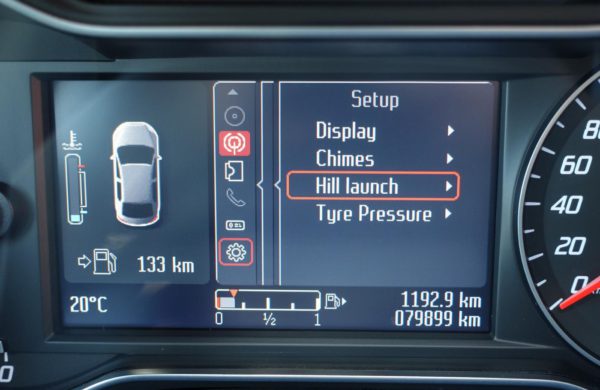 Setup
Display
Chimes
Hill launch
Tyre Pressure
133 km
20°C
0 ½ 1
1192.9 km
079899 km
80
60
40
20
0
0